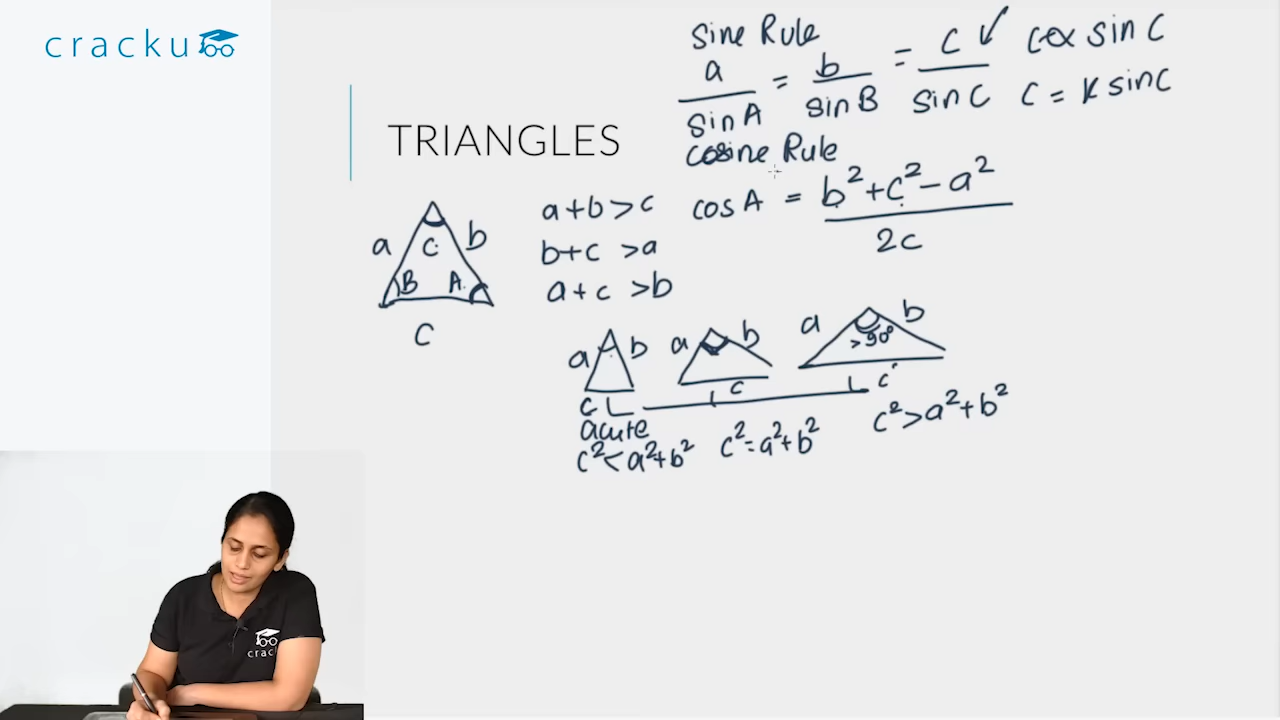 cracku
Sine Rule
a/sin A = b/sin B = c/sin C ✓ c∝ sin C
c = k sin C
TRIANGLES
cosine Rule
cos A = b²+c²-a²/2c
a+b>c
b+c >a
a+c >b
a b
C
B A
c
a b
a b
a b
>90°
c
c
c
acute
c²<a²+b²
c²=a²+b²
c²>a²+b²
crac